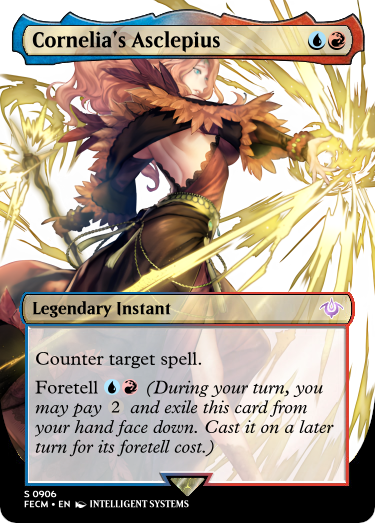 Cornelia's Asclepius
Legendary Instant
Counter target spell.
Foretell (During your turn, you
may pay 2 and exile this card from
your hand face down. Cast it on a later
turn for its foretell cost.)
S 0906
FECM • EN INTELLIGENT SYSTEMS